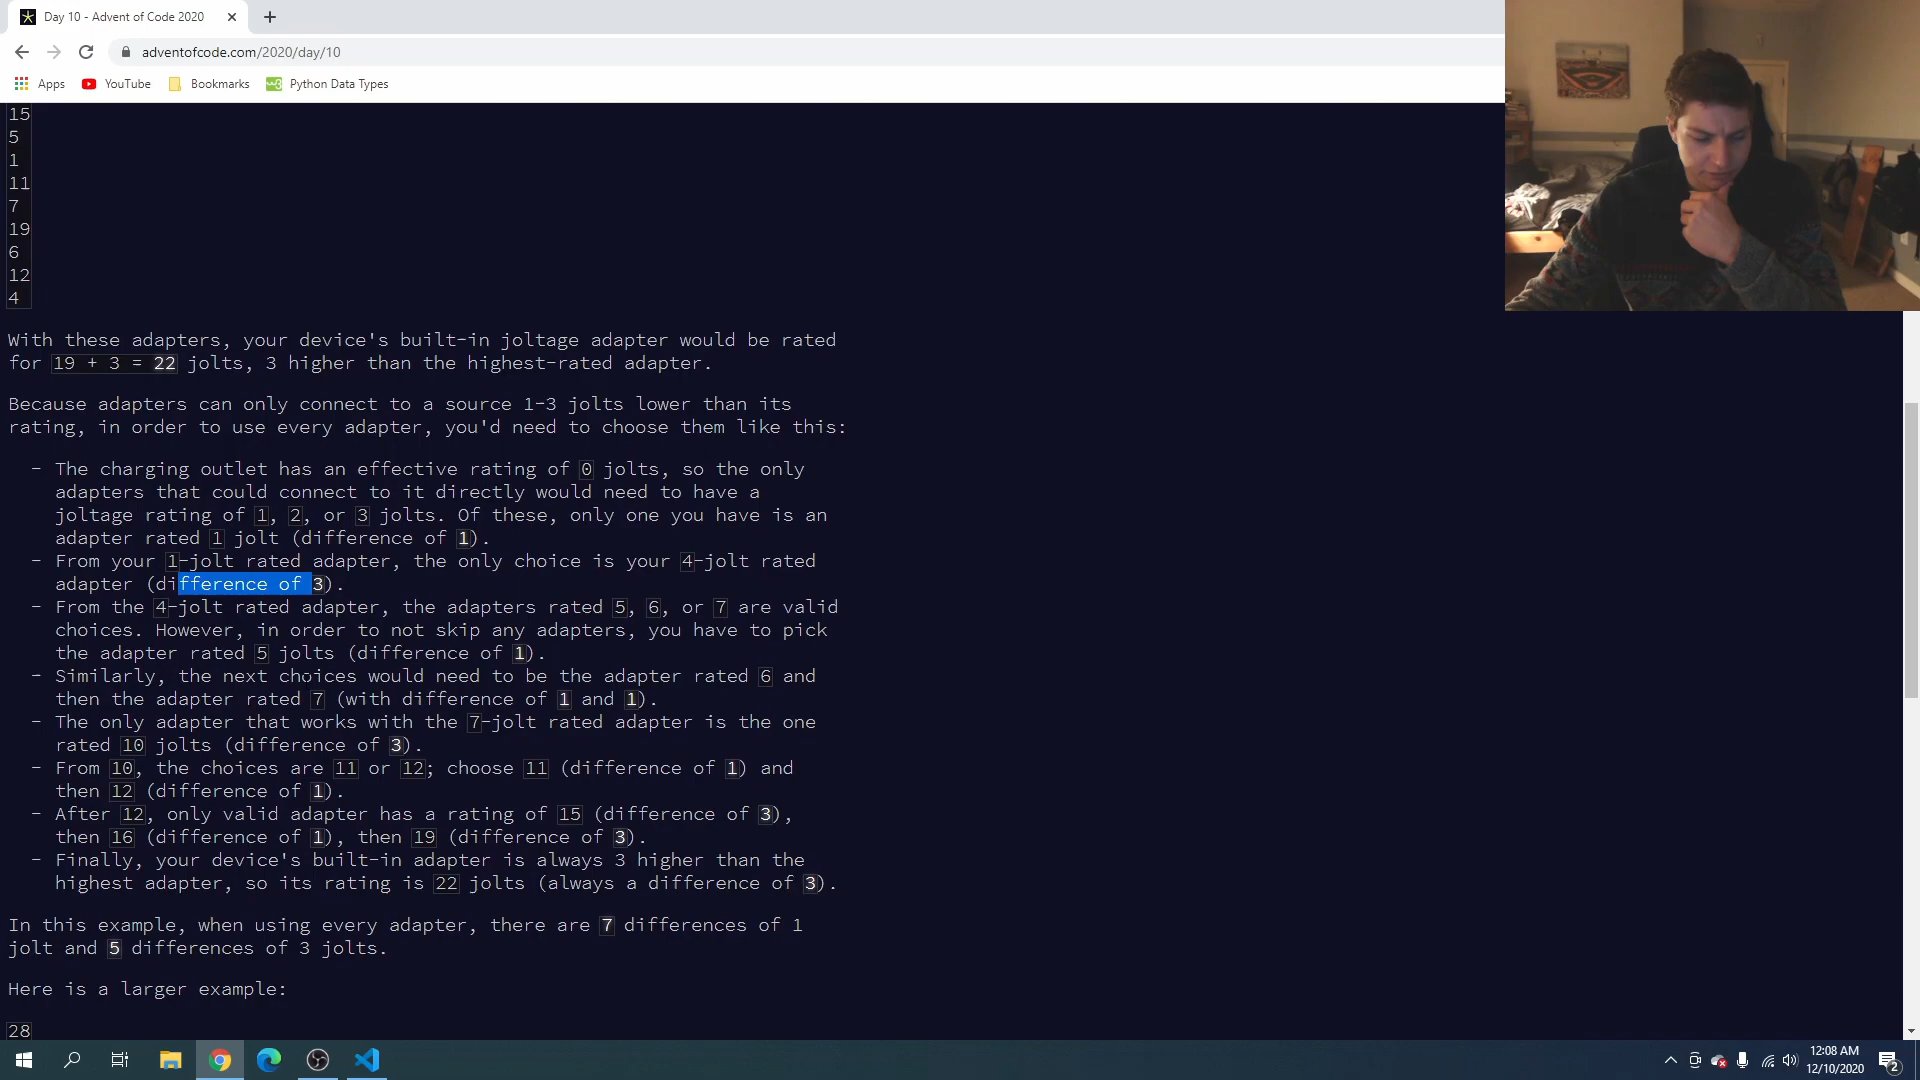 Day 10 - Advent of Code 2020
adventofcode.com/2020/day/10
Apps YouTube Bookmarks Python Data Types
15
5
1
11
7
19
6
12
4
With these adapters, your device's built-in joltage adapter would be rated
for 19 + 3 = 22 jolts, 3 higher than the highest-rated adapter.
Because adapters can only connect to a source 1-3 jolts lower than its
rating, in order to use every adapter, you'd need to choose them like this:
- The charging outlet has an effective rating of 0 jolts, so the only
adapters that could connect to it directly would need to have a
joltage rating of 1, 2, or 3 jolts. Of these, only one you have is an
adapter rated 1 jolt (difference of 1).
- From your 1-jolt rated adapter, the only choice is your 4-jolt rated
adapter (difference of 3).
- From the 4-jolt rated adapter, the adapters rated 5, 6, or 7 are valid
choices. However, in order to not skip any adapters, you have to pick
the adapter rated 5 jolts (difference of 1).
- Similarly, the next choices would need to be the adapter rated 6 and
then the adapter rated 7 (with difference of 1 and 1).
- The only adapter that works with the 7-jolt rated adapter is the one
rated 10 jolts (difference of 3).
- From 10, the choices are 11 or 12; choose 11 (difference of 1) and
then 12 (difference of 1).
- After 12, only valid adapter has a rating of 15 (difference of 3),
then 16 (difference of 1), then 19 (difference of 3).
- Finally, your device's built-in adapter is always 3 higher than the
highest adapter, so its rating is 22 jolts (always a difference of 3).
In this example, when using every adapter, there are 7 differences of 1
jolt and 5 differences of 3 jolts.
Here is a larger example:
28
12:08 AM
12/10/2020
2